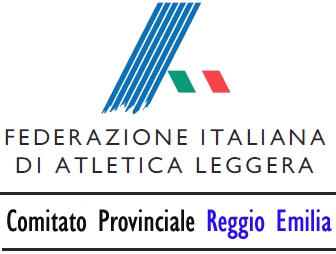 FEDERAZIONE ITALIANA
DI ATLETICA LEGGERA
Comitato Provinciale Reggio Emilia